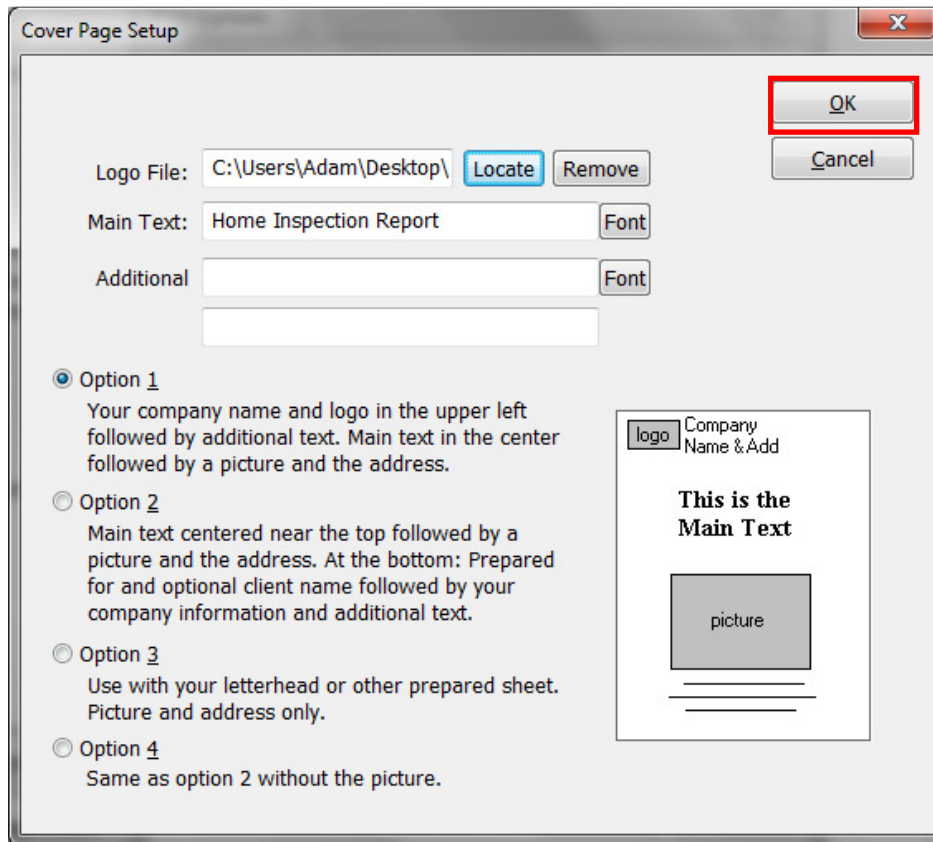 Cover Page Setup
OK
Cancel
Logo File: C:\Users\Adam\Desktop\ Locate Remove
Main Text: Home Inspection Report Font
Additional Font
Option 1
Your company name and logo in the upper left
followed by additional text. Main text in the center
followed by a picture and the address.
Option 2
Main text centered near the top followed by a
picture and the address. At the bottom: Prepared
for and optional client name followed by your
company information and additional text.
Option 3
Use with your letterhead or other prepared sheet.
Picture and address only.
Option 4
Same as option 2 without the picture.
logo Company
Name & Add
This is the
Main Text
picture